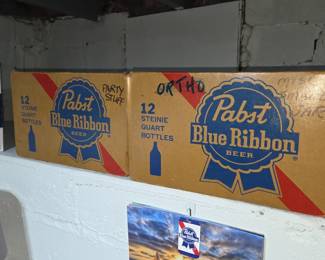 PARTY
STUFF
12
STEINIE
QUART
BOTTLES
Pabst
Blue Ribbon
BEER
ORTHO
12
STEINIE
QUART
BOTTLES
Pabst
Blue Ribbon
BEER